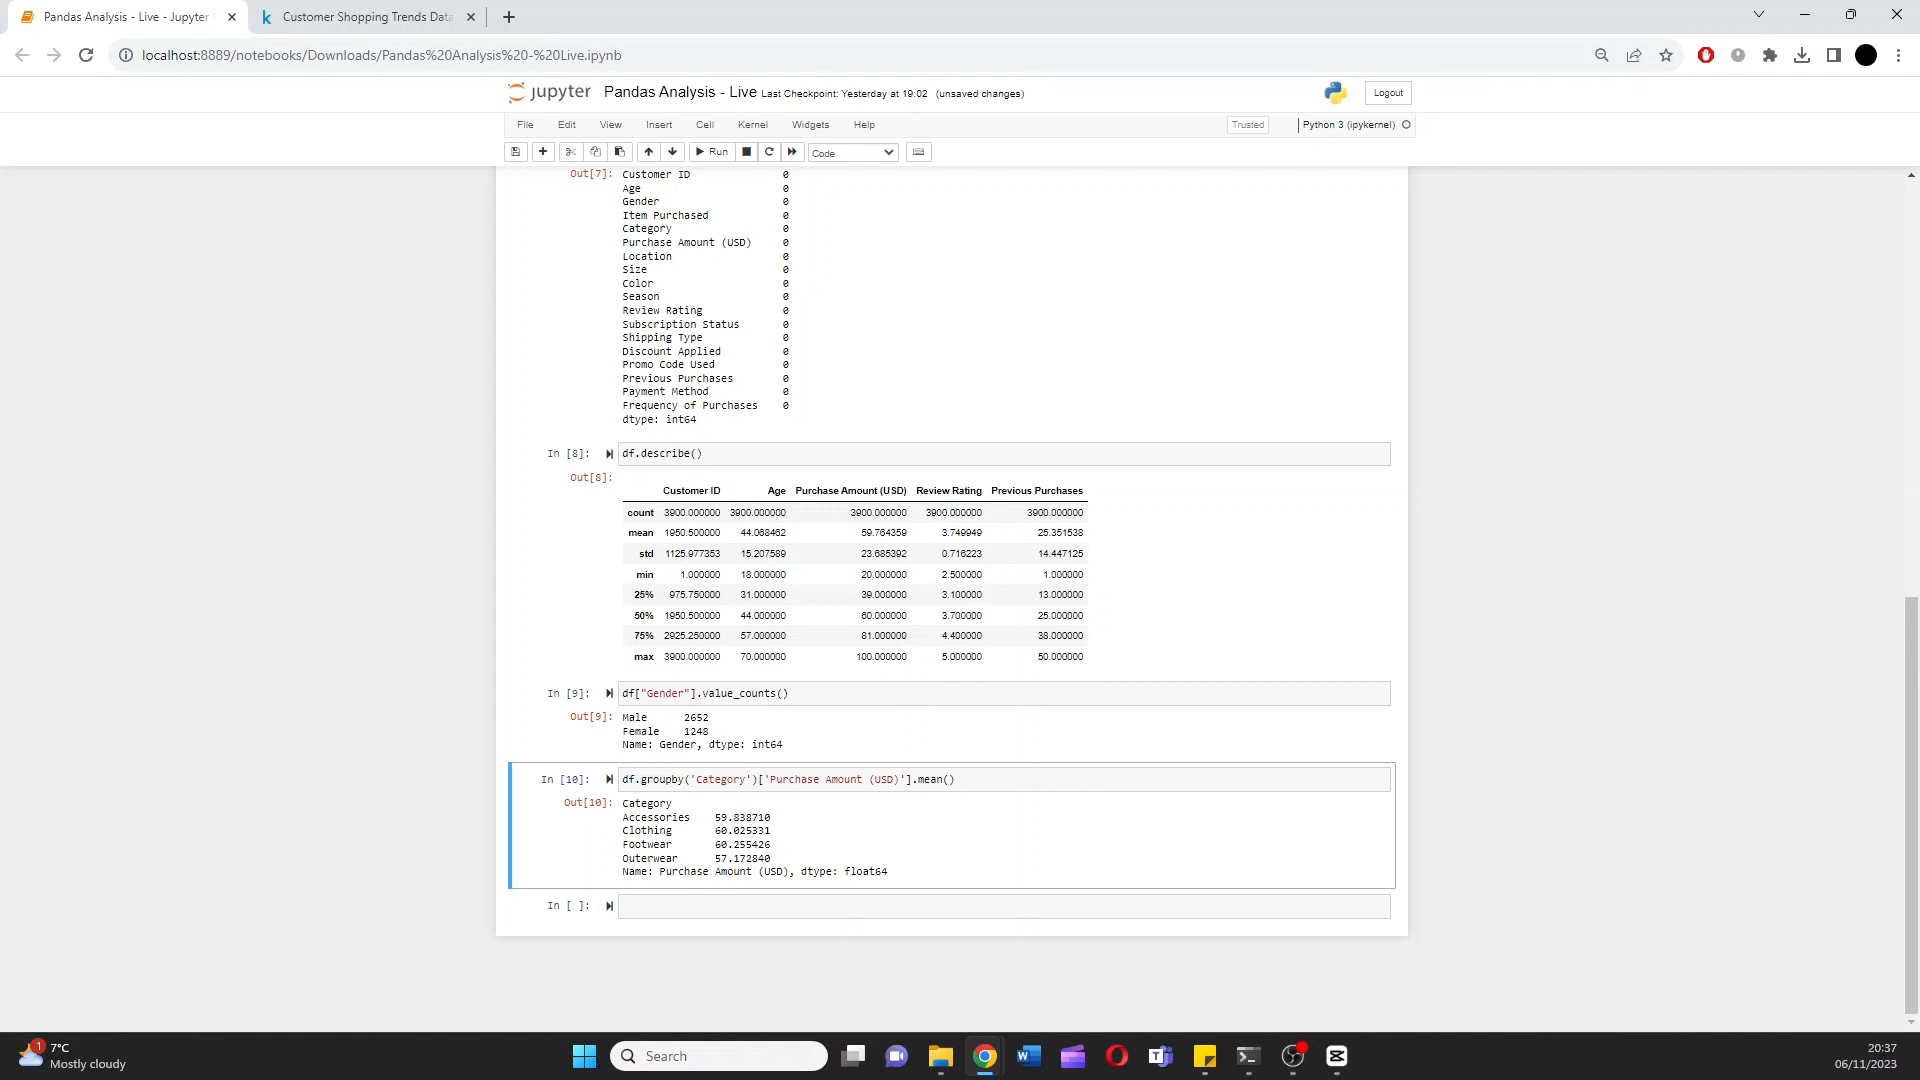 Pandas Analysis - Live - Jupyter
Customer Shopping Trends Data
localhost:8889/notebooks/Downloads/Pandas%20Analysis%20-%20Live.ipynb
jupyter Pandas Analysis - Live Last Checkpoint: Yesterday at 19:02 (unsaved changes)
Logout
File Edit View Insert Cell Kernel Widgets Help
Trusted
Python 3 (ipykernel)
Run
Code
Out[7]: Customer ID 0
Age 0
Gender 0
Item Purchased 0
Category 0
Purchase Amount (USD) 0
Location 0
Size 0
Color 0
Season 0
Review Rating 0
Subscription Status 0
Shipping Type 0
Discount Applied 0
Promo Code Used 0
Previous Purchases 0
Payment Method 0
Frequency of Purchases 0
dtype: int64
In [8]: df.describe()
Out[8]:
Customer ID Age Purchase Amount (USD) Review Rating Previous Purchases
count 3900.000000 3900.000000 3900.000000 3900.000000 3900.000000
mean 1950.500000 44.068462 59.764359 3.749949 25.351538
std 1125.977353 15.207589 23.685392 0.716223 14.447125
min 1.000000 18.000000 20.000000 2.500000 1.000000
25% 975.750000 31.000000 39.000000 3.100000 13.000000
50% 1950.500000 44.000000 60.000000 3.700000 25.000000
75% 2925.250000 57.000000 81.000000 4.400000 38.000000
max 3900.000000 70.000000 100.000000 5.000000 50.000000
In [9]: df["Gender"].value_counts()
Out[9]: Male 2652
Female 1248
Name: Gender, dtype: int64
In [10]: df.groupby('Category')['Purchase Amount (USD)'].mean()
Out[10]: Category
Accessories 59.838710
Clothing 60.025331
Footwear 60.255426
Outerwear 57.172840
Name: Purchase Amount (USD), dtype: float64
In [ ]:
1
7°C
Mostly cloudy
Search
20:37
06/11/2023